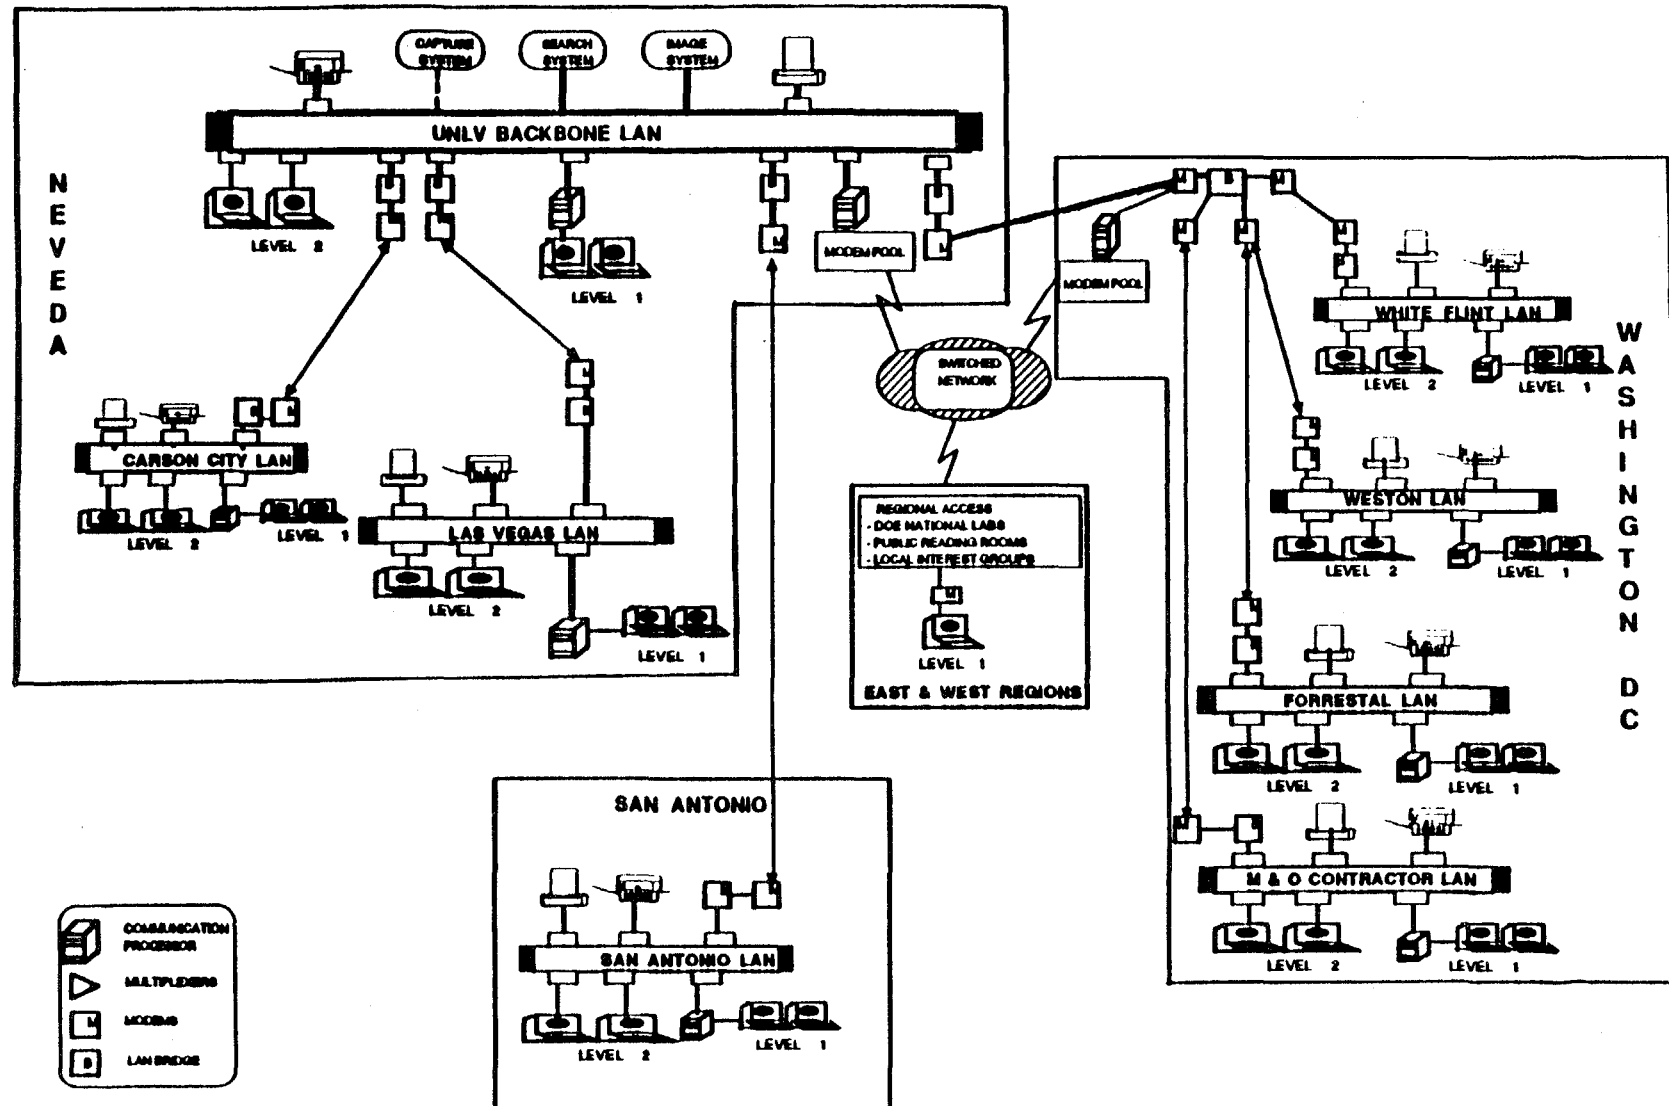 CAPTURE
SYSTEM
SEARCH
SYSTEM
IMAGE
SYSTEM
UNLV BACKBONE LAN
NEVEDA
LEVEL 2
LEVEL 1
M
MODEM POOL
M
CARSON CITY LAN
LEVEL 2
LEVEL 1
M
LAS VEGAS LAN
LEVEL 2
LEVEL 1
SWITCHED
NETWORK
REGIONAL ACCESS
- DOE NATIONAL LABS
- PUBLIC READING ROOMS
- LOCAL INTEREST GROUPS
M
LEVEL 1
EAST & WEST REGIONS
M B M
M M M
MODEM POOL
WHITE FLINT LAN
LEVEL 2
LEVEL 1
WASHINGTON DC
WESTON LAN
LEVEL 2
LEVEL 1
M
FORRESTAL LAN
LEVEL 2
LEVEL 1
M B
M & O CONTRACTOR LAN
LEVEL 2
LEVEL 1
SAN ANTONIO
SAN ANTONIO LAN
LEVEL 2
LEVEL 1
COMMUNICATION
PROCESSOR
MULTIPLEXERS
M MODEMS
B LAN BRIDGE